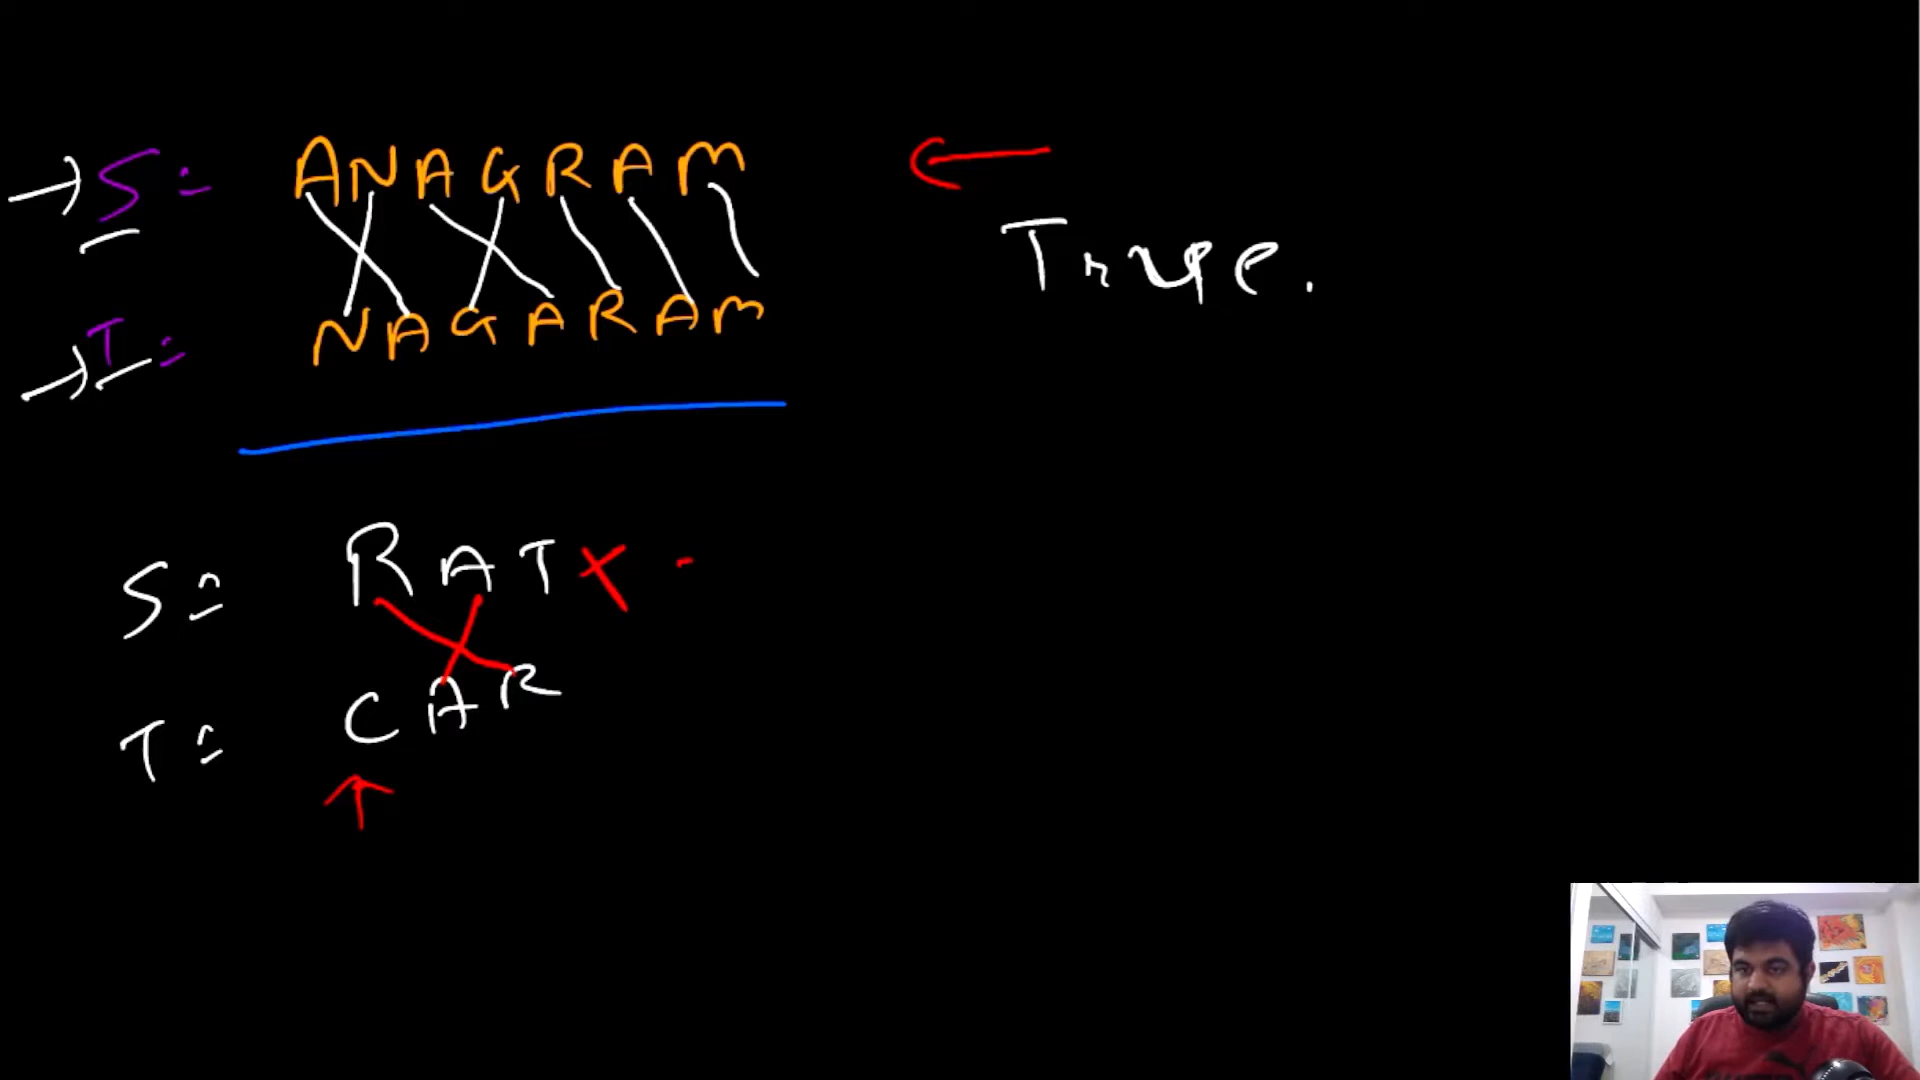 S = ANAGRAM
True.
T = NAGARAM
S = RAT
T = CAR